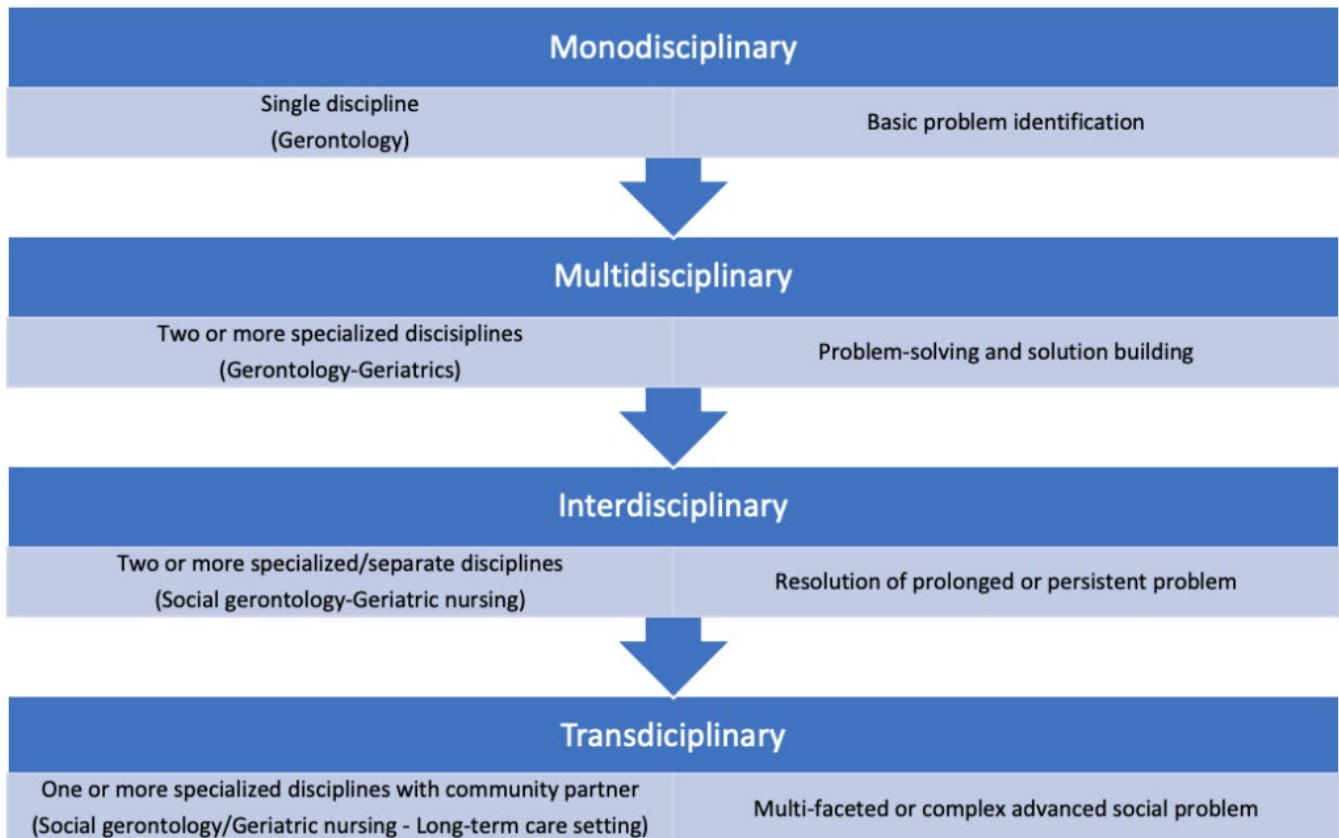 Monodisciplinary
Single discipline
(Gerontology)
Basic problem identification
Multidisciplinary
Two or more specialized discisiplines
(Gerontology-Geriatrics)
Problem-solving and solution building
Interdisciplinary
Two or more specialized/separate disciplines
(Social gerontology-Geriatric nursing)
Resolution of prolonged or persistent problem
Transdiciplinary
One or more specialized disciplines with community partner
(Social gerontology/Geriatric nursing - Long-term care setting)
Multi-faceted or complex advanced social problem